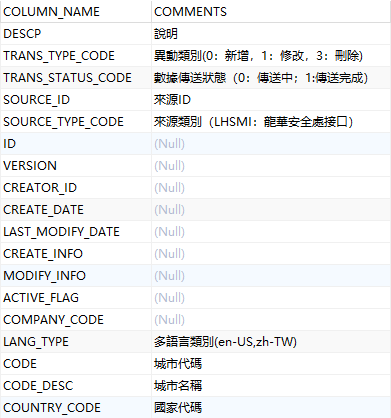 COLUMN_NAME COMMENTS
DESCP 說明
TRANS_TYPE_CODE 異動類別(0：新增，1：修改，3：刪除)
TRANS_STATUS_CODE 數據傳送狀態（0：傳送中；1:傳送完成）
SOURCE_ID 來源ID
SOURCE_TYPE_CODE 來源類別（LHSMI：龍華安全處接口）
ID (Null)
VERSION (Null)
CREATOR_ID (Null)
CREATE_DATE (Null)
LAST_MODIFY_DATE (Null)
CREATE_INFO (Null)
MODIFY_INFO (Null)
ACTIVE_FLAG (Null)
COMPANY_CODE (Null)
LANG_TYPE 多語言類別(en-US,zh-TW)
CODE 城市代碼
CODE_DESC 城市名稱
COUNTRY_CODE 國家代碼